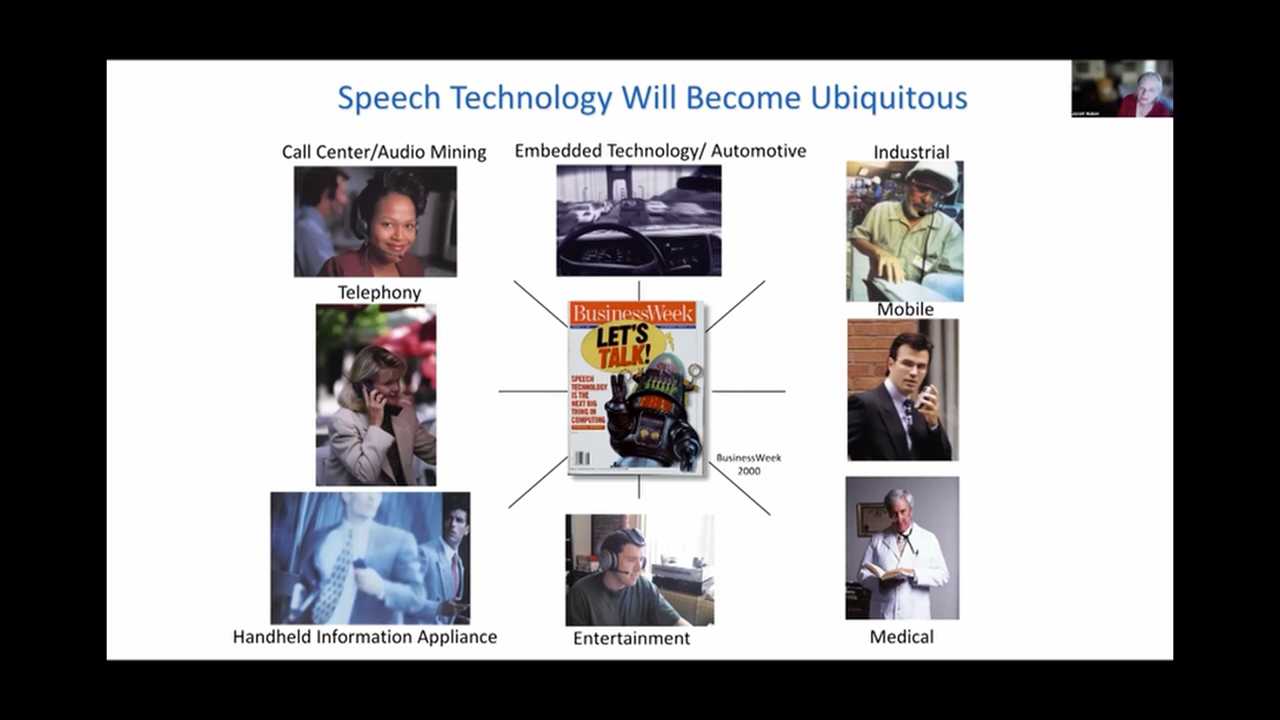 Speech Technology Will Become Ubiquitous
Call Center/Audio Mining
Embedded Technology/ Automotive
Industrial
Telephony
Mobile
BusinessWeek
LET'S
TALK!
SPEECH
TECHNOLOGY
IS THE
NEXT BIG
THING IN
COMPUTING
BusinessWeek
2000
Handheld Information Appliance
Entertainment
Medical